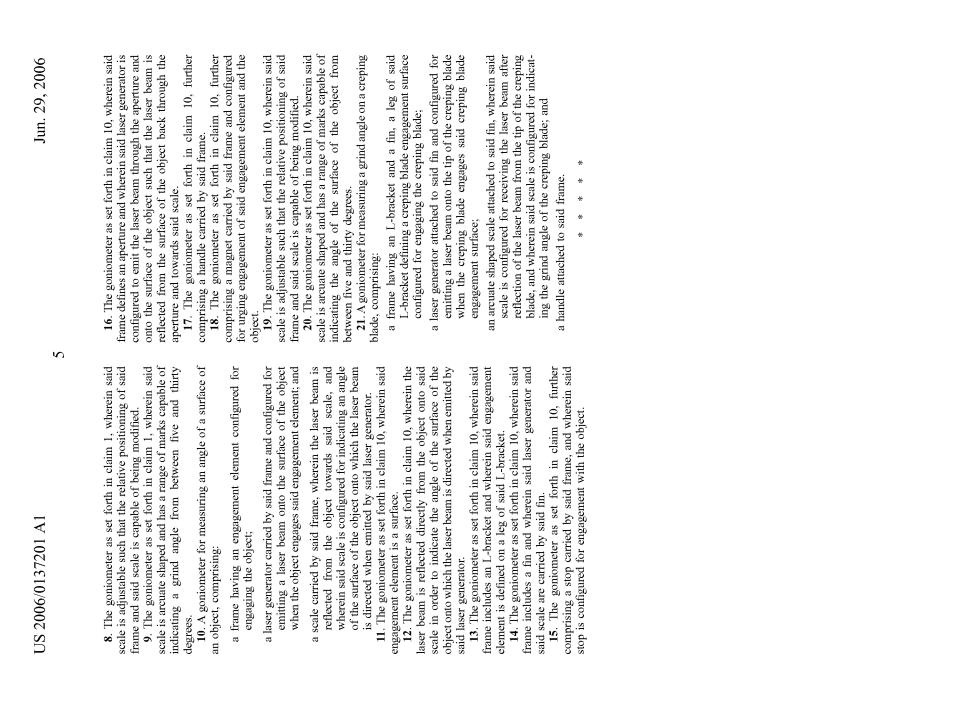 US 2006/0137201 A1
Jun. 29, 2006
5
8. The goniometer as set forth in claim 1, wherein said
scale is adjustable such that the relative positioning of said
frame and said scale is capable of being modified.
9. The goniometer as set forth in claim 1, wherein said
scale is arcuate shaped and has a range of marks capable of
indicating a grind angle from between five and thirty
degrees.
10. A goniometer for measuring an angle of a surface of
an object, comprising:
a frame having an engagement element configured for
engaging the object;
a laser generator carried by said frame and configured for
emitting a laser beam onto the surface of the object
when the object engages said engagement element; and
a scale carried by said frame, wherein the laser beam is
reflected from the object towards said scale, and
wherein said scale is configured for indicating an angle
of the surface of the object onto which the laser beam
is directed when emitted by said laser generator.
11. The goniometer as set forth in claim 10, wherein said
engagement element is a surface.
12. The goniometer as set forth in claim 10, wherein the
laser beam is reflected directly from the object onto said
scale in order to indicate the angle of the surface of the
object onto which the laser beam is directed when emitted by
said laser generator.
13. The goniometer as set forth in claim 10, wherein said
frame includes an L-bracket and wherein said engagement
element is defined on a leg of said L-bracket.
14. The goniometer as set forth in claim 10, wherein said
frame includes a fin and wherein said laser generator and
said scale are carried by said fin.
15. The goniometer as set forth in claim 10, further
comprising a stop carried by said frame, and wherein said
stop is configured for engagement with the object.
16. The goniometer as set forth in claim 10, wherein said
frame defines an aperture and wherein said laser generator is
configured to emit the laser beam through the aperture and
onto the surface of the object such that the laser beam is
reflected from the surface of the object back through the
aperture and towards said scale.
17. The goniometer as set forth in claim 10, further
comprising a handle carried by said frame.
18. The goniometer as set forth in claim 10, further
comprising a magnet carried by said frame and configured
for urging engagement of said engagement element and the
object.
19. The goniometer as set forth in claim 10, wherein said
scale is adjustable such that the relative positioning of said
frame and said scale is capable of being modified.
20. The goniometer as set forth in claim 10, wherein said
scale is arcuate shaped and has a range of marks capable of
indicating the angle of the surface of the object from
between five and thirty degrees.
21. A goniometer for measuring a grind angle on a creping
blade, comprising:
a frame having an L-bracket and a fin, a leg of said
L-bracket defining a creping blade engagement surface
configured for engaging the creping blade;
a laser generator attached to said fin and configured for
emitting a laser beam onto the tip of the creping blade
when the creping blade engages said creping blade
engagement surface;
an arcuate shaped scale attached to said fin, wherein said
scale is configured for receiving the laser beam after
reflection of the laser beam from the tip of the creping
blade, and wherein said scale is configured for indicat-
ing the grind angle of the creping blade; and
a handle attached to said frame.
* * * * *